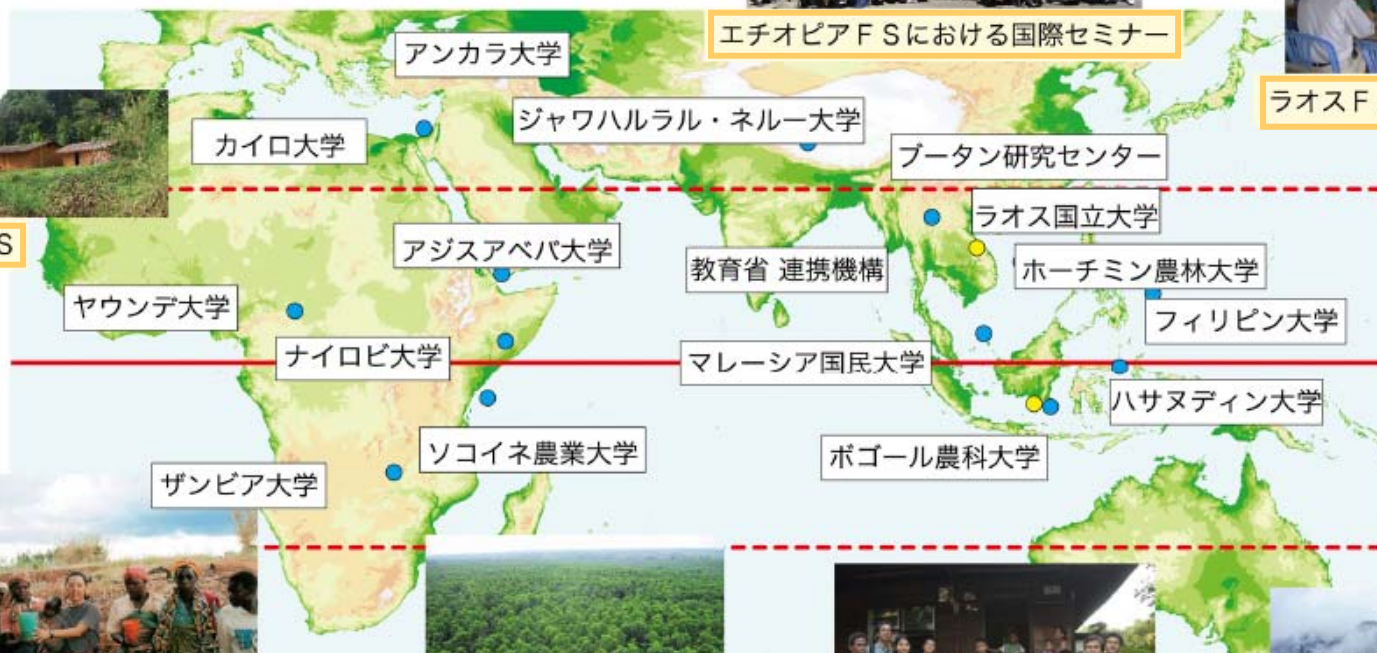 エチオピアＦＳにおける国際セミナー
アンカラ大学
ラオスＦ
ジャワハルラル・ネルー大学
カイロ大学
ブータン研究センター
ラオス国立大学
S
アジスアベバ大学
教育省 連携機構
ホーチミン農林大学
ヤウンデ大学
フィリピン大学
ナイロビ大学
マレーシア国民大学
ハサヌディン大学
ソコイネ農業大学
ボゴール農科大学
ザンビア大学